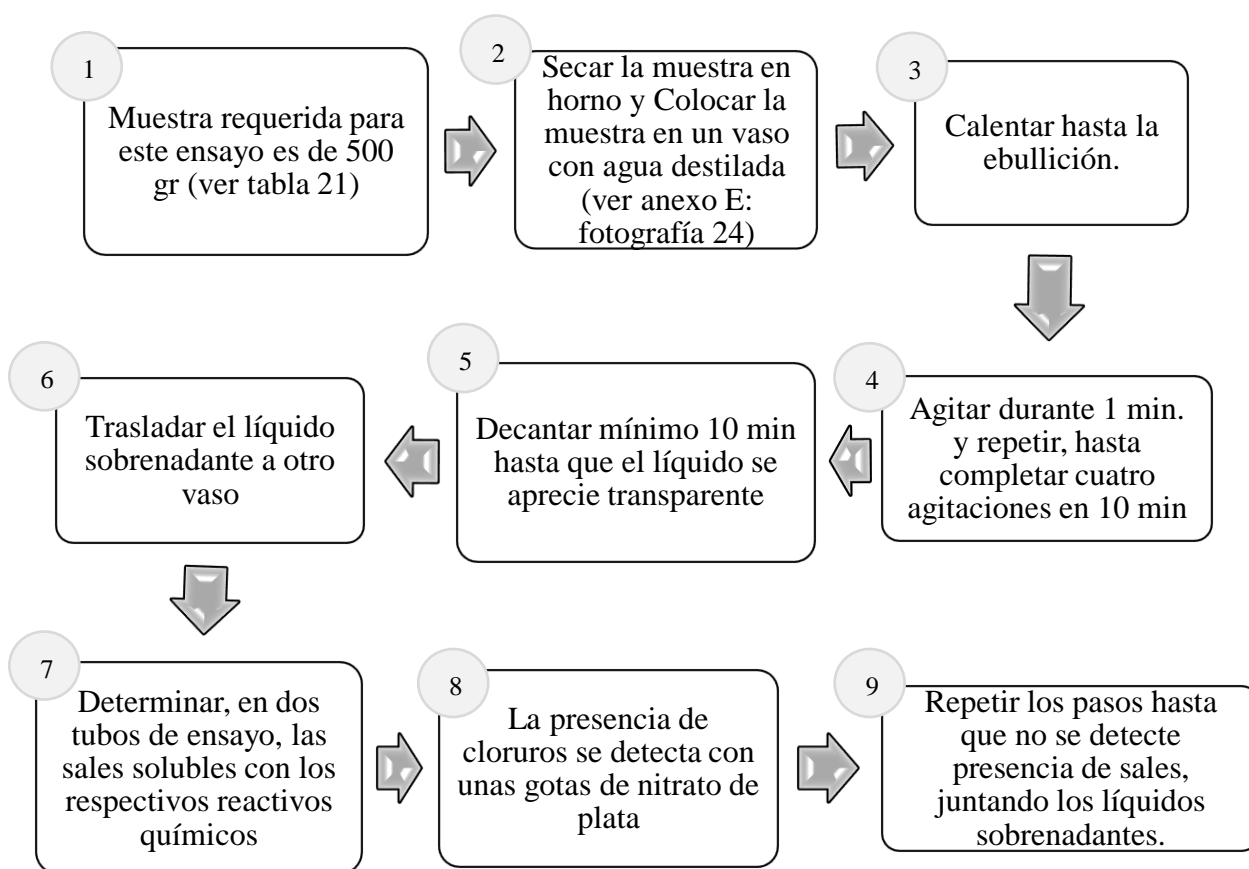 1
Muestra requerida para
este ensayo es de 500
gr (ver tabla 21)
2
Secar la muestra en
horno y Colocar la
muestra en un vaso
con agua destilada
(ver anexo E:
fotografía 24)
3
Calentar hasta la
ebullición.
4
Agitar durante 1 min.
y repetir, hasta
completar cuatro
agitaciones en 10 min
5
Decantar mínimo 10 min
hasta que el líquido se
aprecie transparente
6
Trasladar el líquido
sobrenadante a otro
vaso
7
Determinar, en dos
tubos de ensayo, las
sales solubles con los
respectivos reactivos
químicos
8
La presencia de
cloruros se detecta con
unas gotas de nitrato de
plata
9
Repetir los pasos hasta
que no se detecte
presencia de sales,
juntando los líquidos
sobrenadantes.